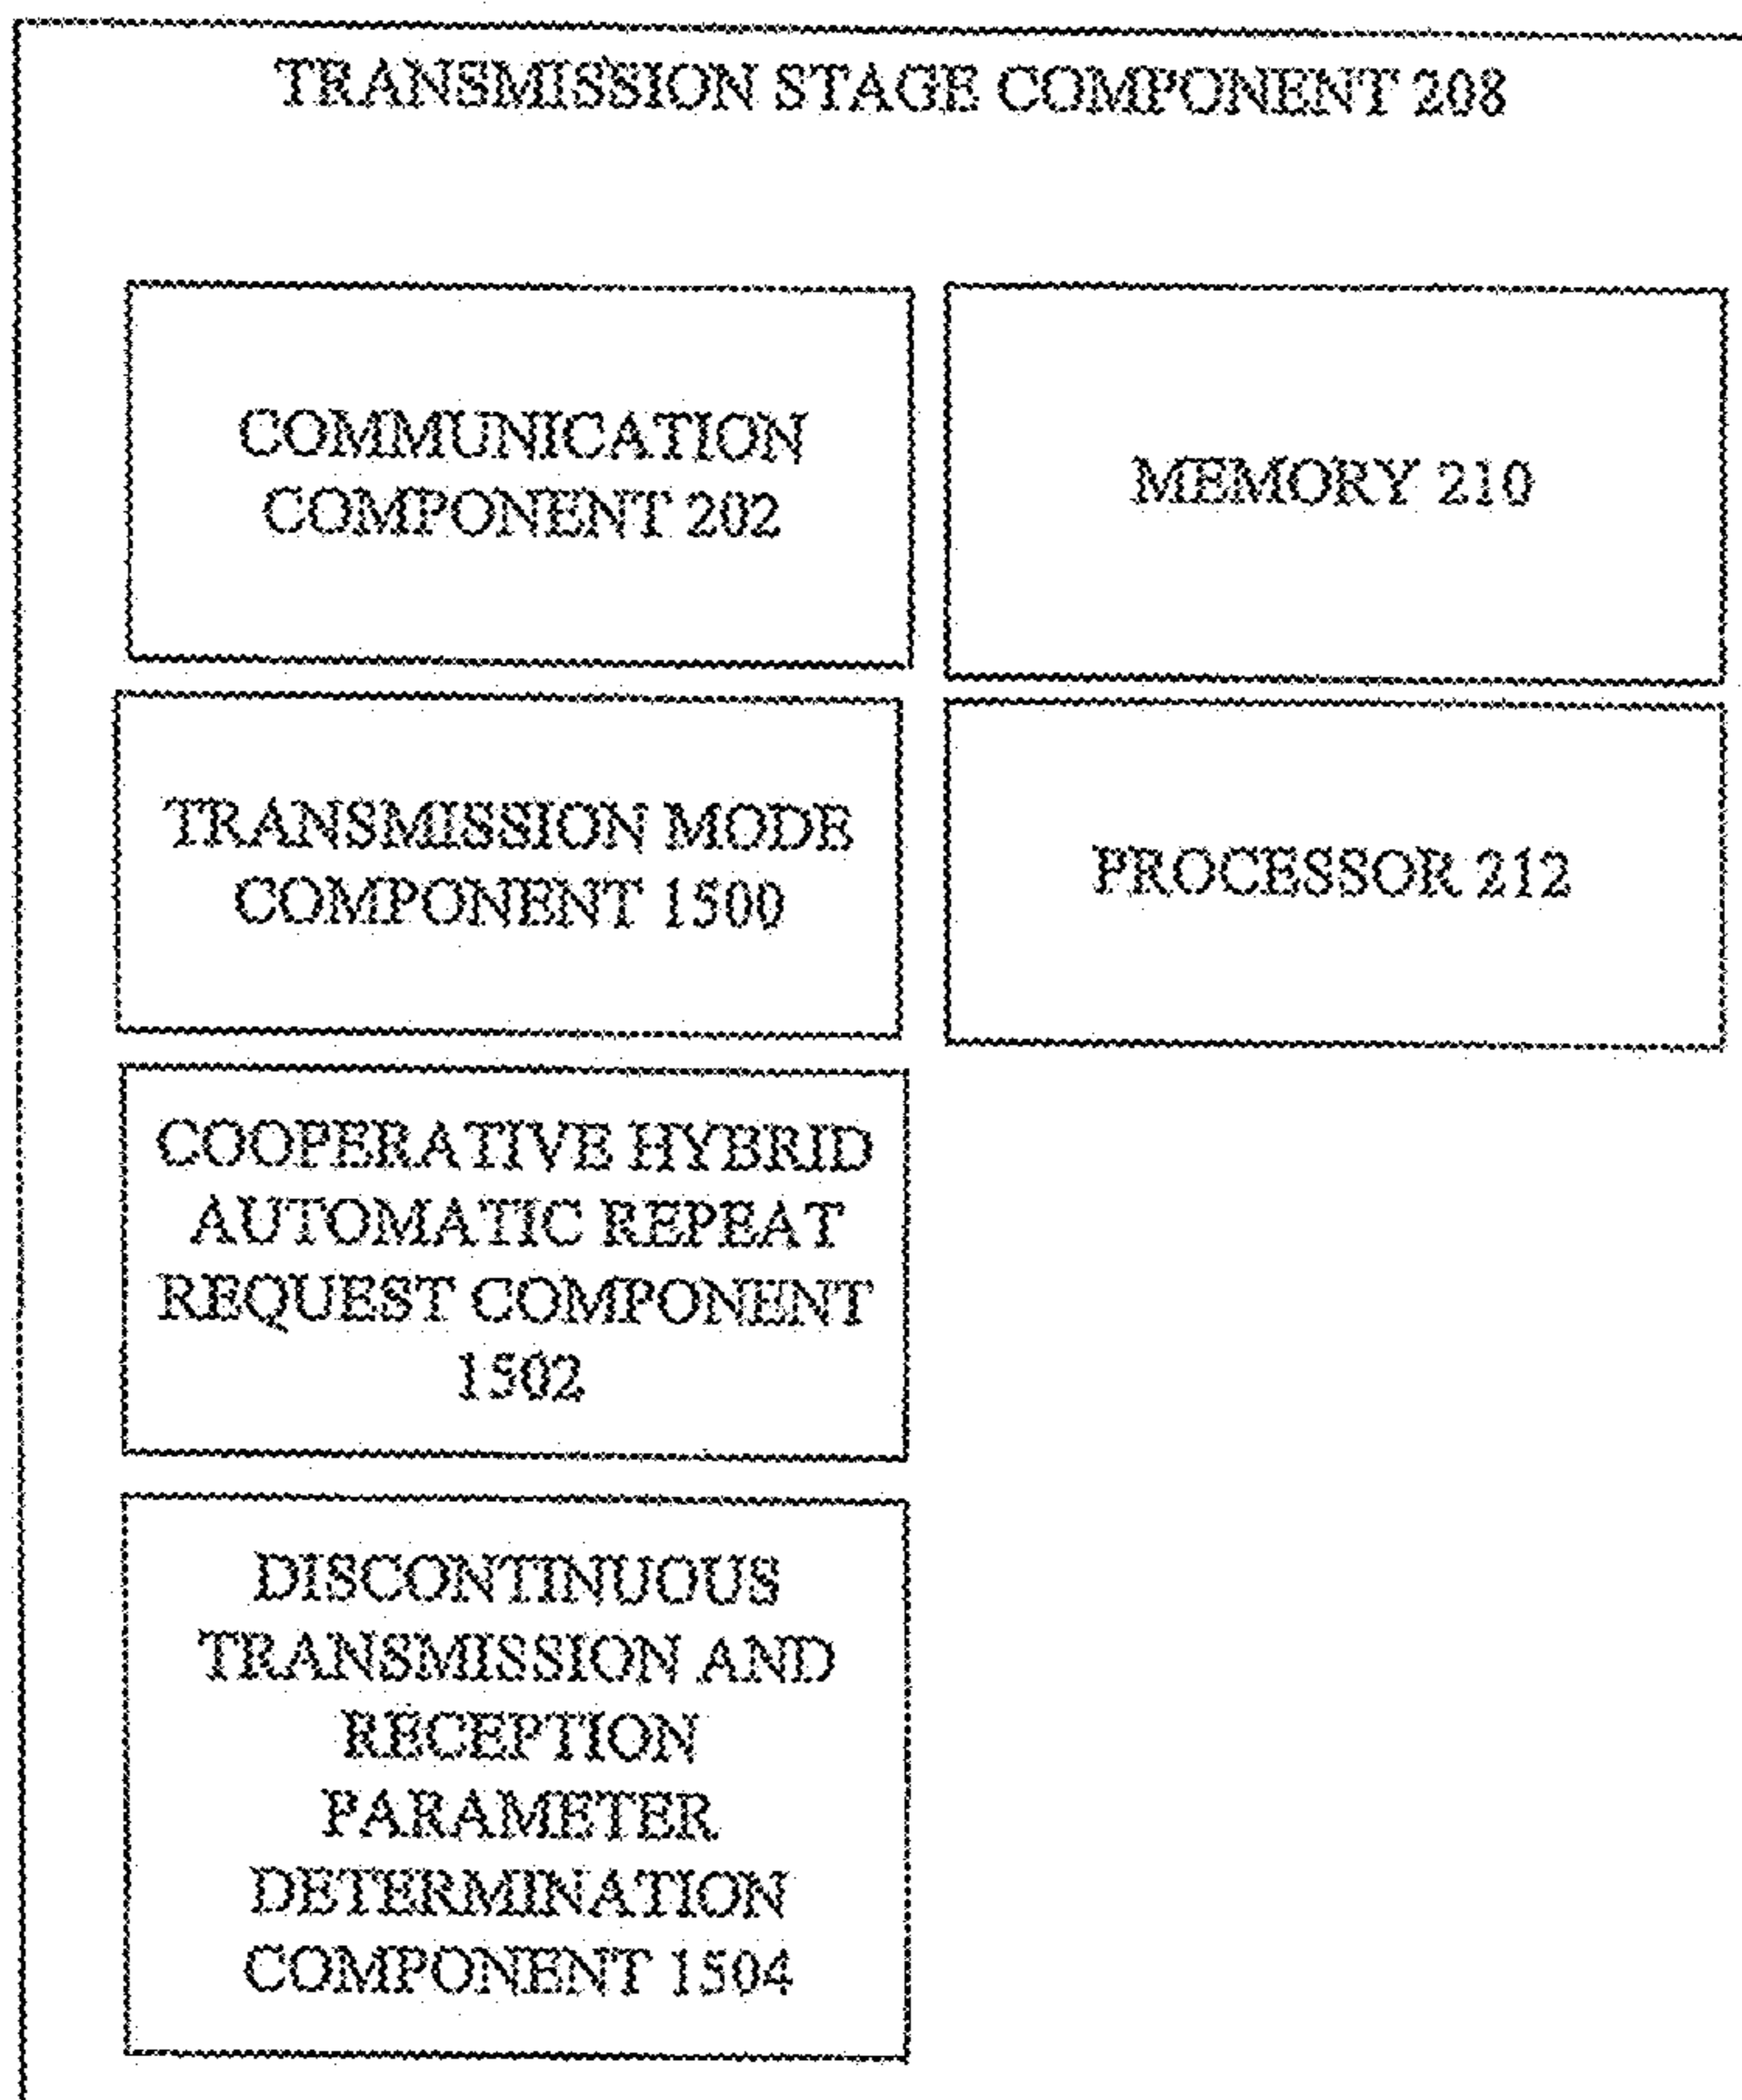 TRANSMISSION STAGE COMPONENT 208
COMMUNICATION
COMPONENT 202
MEMORY 210
TRANSMISSION MODE
COMPONENT 1500
PROCESSOR 212
COOPERATIVE HYBRID
AUTOMATIC REPEAT
REQUEST COMPONENT
1502
DISCONTINUOUS
TRANSMISSION AND
RECEPTION
PARAMETER
DETERMINATION
COMPONENT 1504